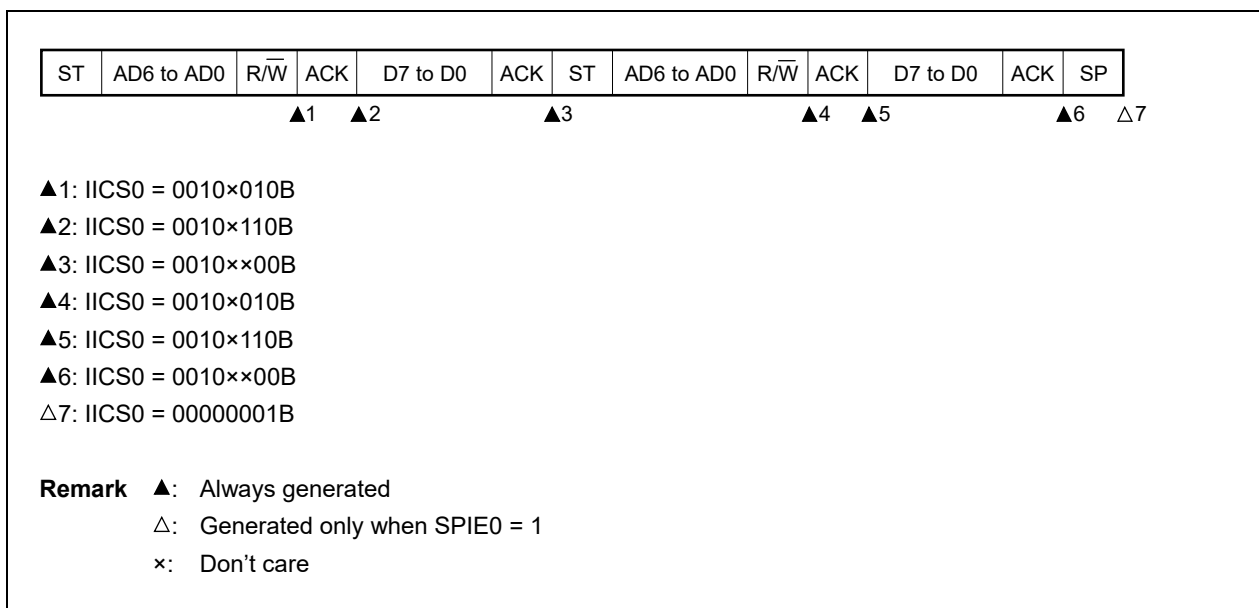 ST AD6 to AD0 R/W̅ ACK D7 to D0 ACK ST AD6 to AD0 R/W̅ ACK D7 to D0 ACK SP
▲1 ▲2 ▲3 ▲4 ▲5 ▲6 △7
▲1: IICS0 = 0010×010B
▲2: IICS0 = 0010×110B
▲3: IICS0 = 0010××00B
▲4: IICS0 = 0010×010B
▲5: IICS0 = 0010×110B
▲6: IICS0 = 0010××00B
△7: IICS0 = 00000001B
Remark ▲: Always generated
△: Generated only when SPIE0 = 1
×: Don’t care